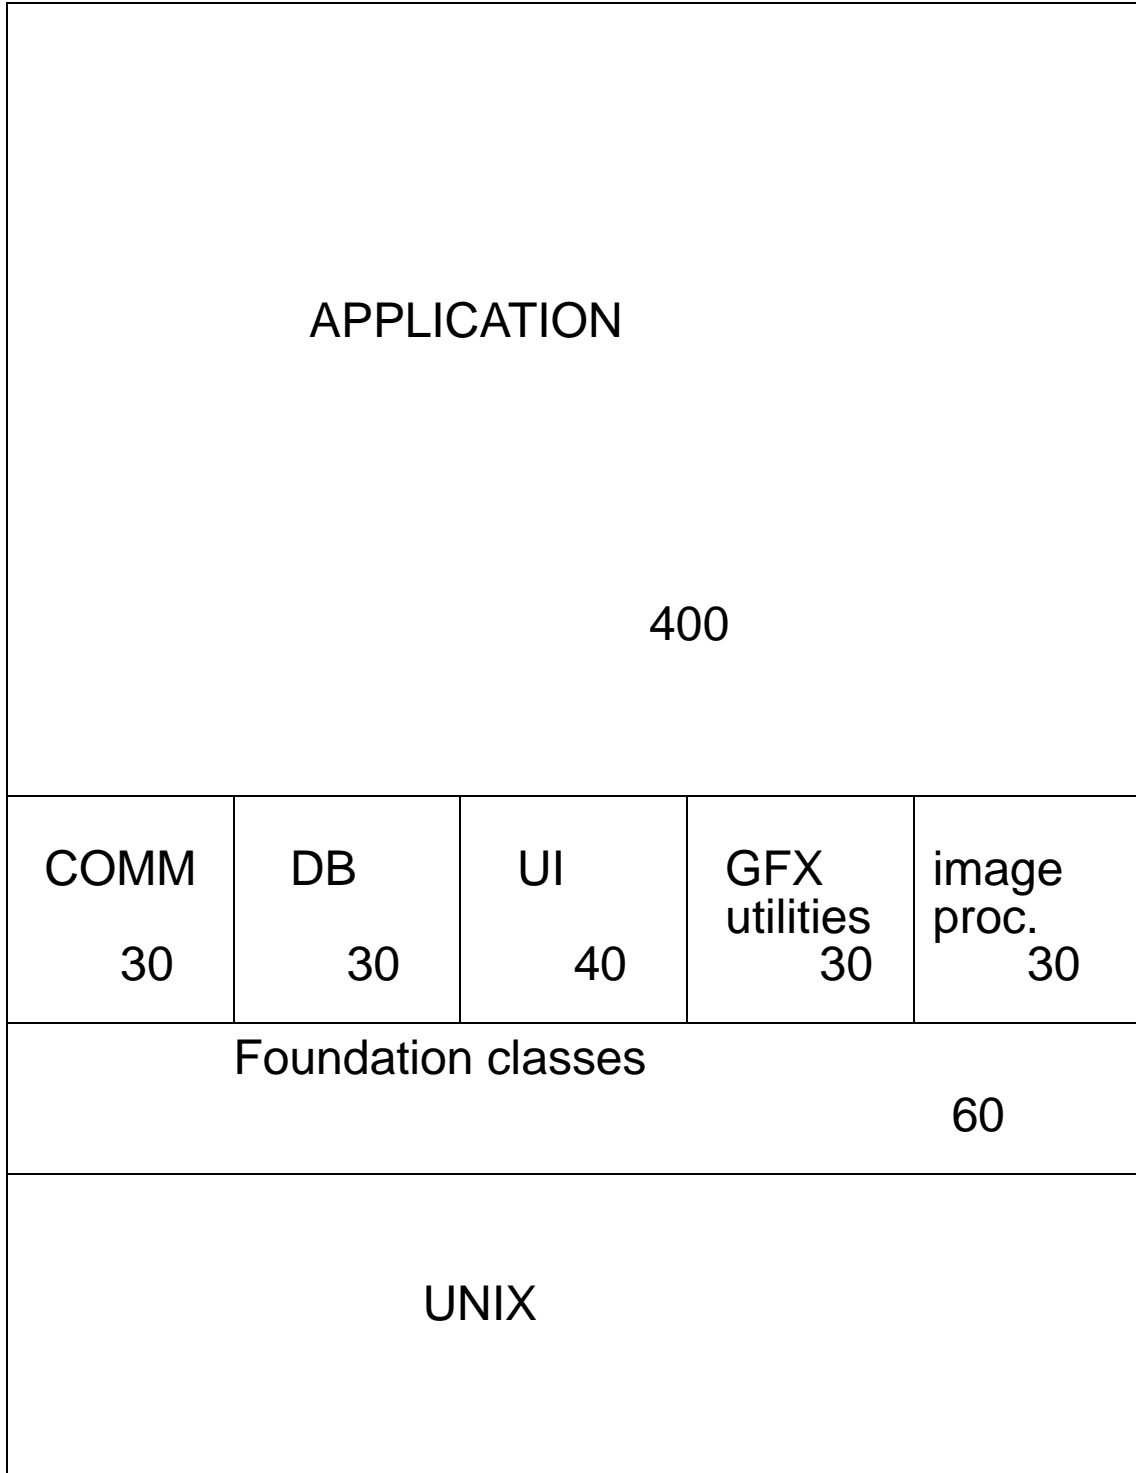 APPLICATION
400
COMM
30
DB
30
UI
40
GFX
utilities
30
image
proc.
30
Foundation classes
60
UNIX